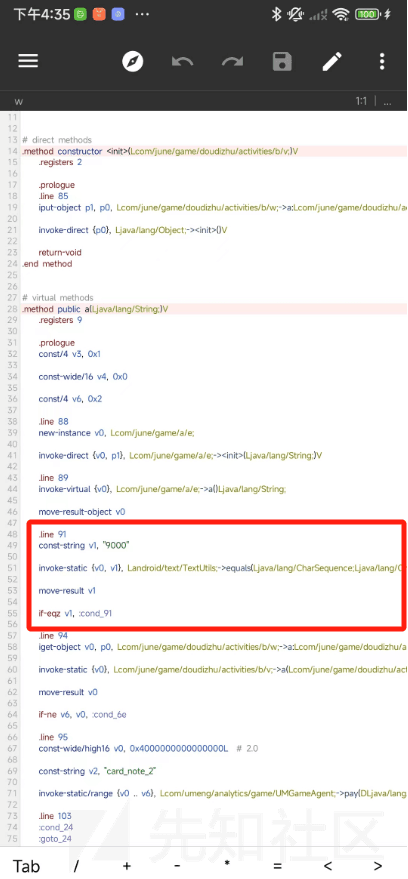 下午4:35
100
w 1:1 ...
11
12
13 # direct methods
14 .method constructor <init>(Lcom/june/game/doudizhu/activities/b/v;)V
15 .registers 2
16
17 .prologue
18 .line 85
19 iput-object p1, p0, Lcom/june/game/doudizhu/activities/b/w;->a:Lcom/june/game/doudizhu/a
20
21 invoke-direct {p0}, Ljava/lang/Object;-><init>()V
22
23 return-void
24 .end method
25
26
27 # virtual methods
28 .method public a(Ljava/lang/String;)V
29 .registers 9
30
31 .prologue
32 const/4 v3, 0x1
33
34 const-wide/16 v4, 0x0
35
36 const/4 v6, 0x2
37
38 .line 88
39 new-instance v0, Lcom/june/game/a/e;
40
41 invoke-direct {v0, p1}, Lcom/june/game/a/e;-><init>(Ljava/lang/String;)V
42
43 .line 89
44 invoke-virtual {v0}, Lcom/june/game/a/e;->a()Ljava/lang/String;
45
46 move-result-object v0
47
48 .line 91
49 const-string v1, "9000"
50
51 invoke-static {v0, v1}, Landroid/text/TextUtils;->equals(Ljava/lang/CharSequence;Ljava/lang/C
52
53 move-result v1
54
55 if-eqz v1, :cond_91
56
57 .line 94
58 iget-object v0, p0, Lcom/june/game/doudizhu/activities/b/w;->a:Lcom/june/game/doudizhu/a
59
60 invoke-static {v0}, Lcom/june/game/doudizhu/activities/b/v;->a(Lcom/june/game/doudizhu/act
61
62 move-result v0
63
64 if-ne v6, v0, :cond_6e
65
66 .line 95
67 const-wide/high16 v0, 0x4000000000000000L # 2.0
68
69 const-string v2, "card_note_2"
70
71 invoke-static/range {v0 .. v6}, Lcom/umeng/analytics/game/UMGameAgent;->pay(DLjava/lang
72
73 .line 103
74 :cond_24
75 :goto_24
先知社区
Tab / + - * = < >